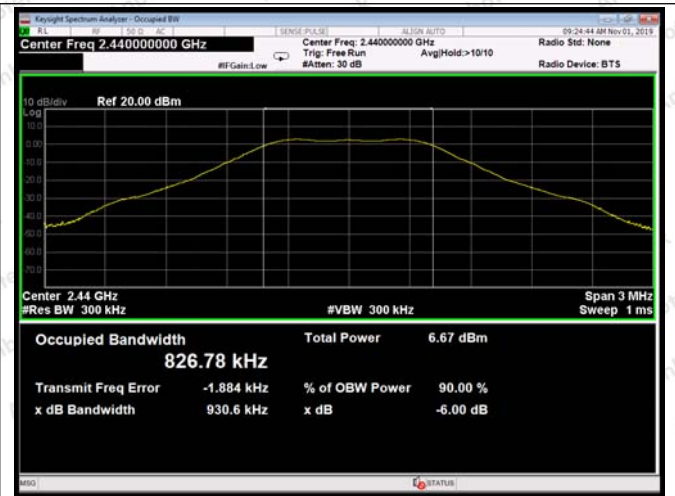 Keysight Spectrum Analyzer - Occupied BW
RL RF 50 Ω AC SENSE:PULSE ALIGN AUTO 09:24:44 AM Nov 01, 2019
Center Freq 2.440000000 GHz Center Freq: 2.440000000 GHz Radio Std: None
Trig: Free Run Avg|Hold:>10/10
#IFGain:Low #Atten: 30 dB Radio Device: BTS
10 dB/div Ref 20.00 dBm
Log
10.0
0.00
-10.0
-20.0
-30.0
-40.0
-50.0
-60.0
-70.0
Center 2.44 GHz Span 3 MHz
#Res BW 300 kHz #VBW 300 kHz Sweep 1 ms
Occupied Bandwidth Total Power 6.67 dBm
826.78 kHz
Transmit Freq Error -1.884 kHz % of OBW Power 90.00 %
x dB Bandwidth 930.6 kHz x dB -6.00 dB
MSG STATUS